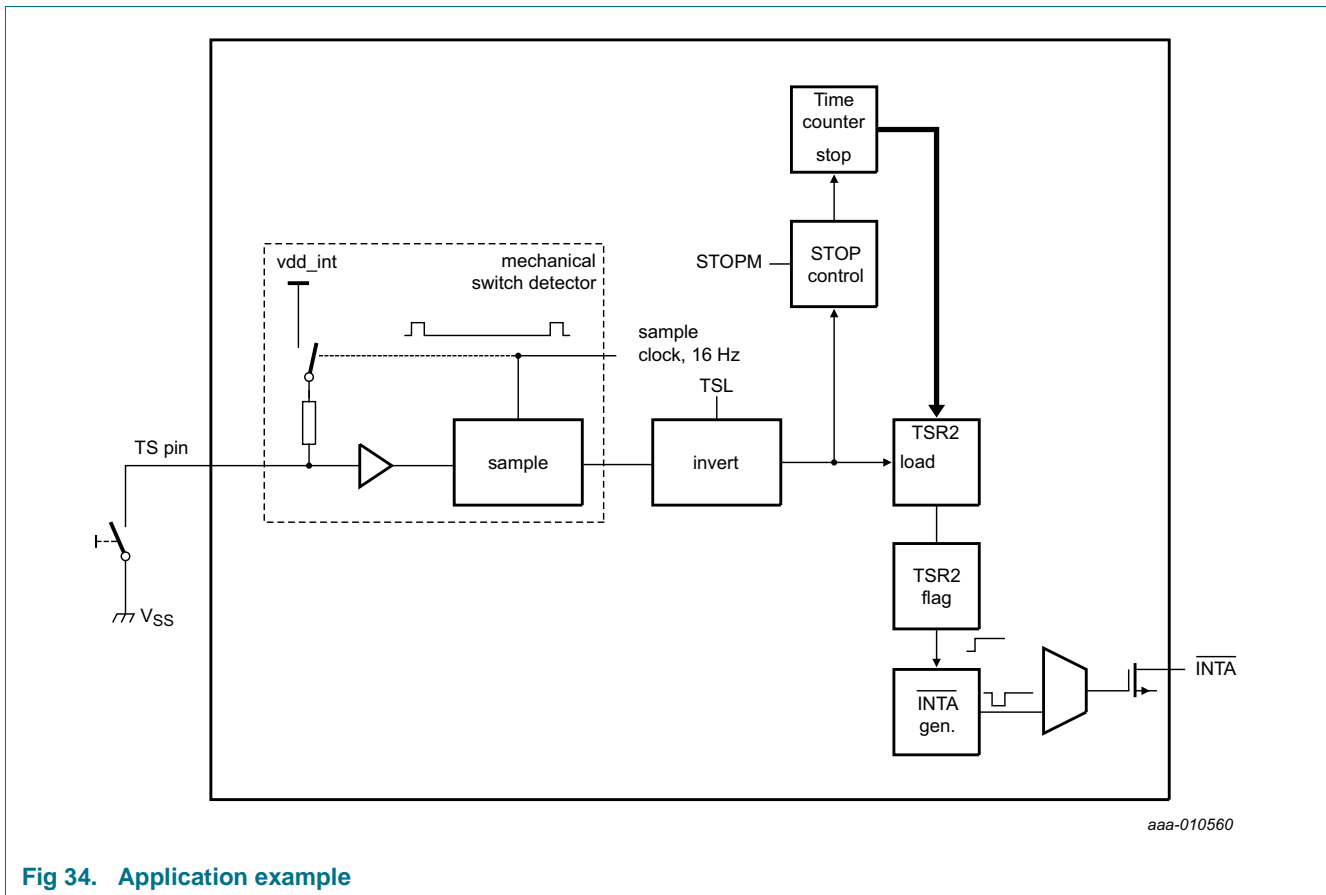 Time
counter
stop
STOPM
STOP
control
vdd_int
mechanical
switch detector
sample
clock, 16 Hz
TSL
TS pin
sample
invert
TSR2
load
TSR2
flag
VSS
INTA
gen.
INTA
aaa-010560
Fig 34. Application example